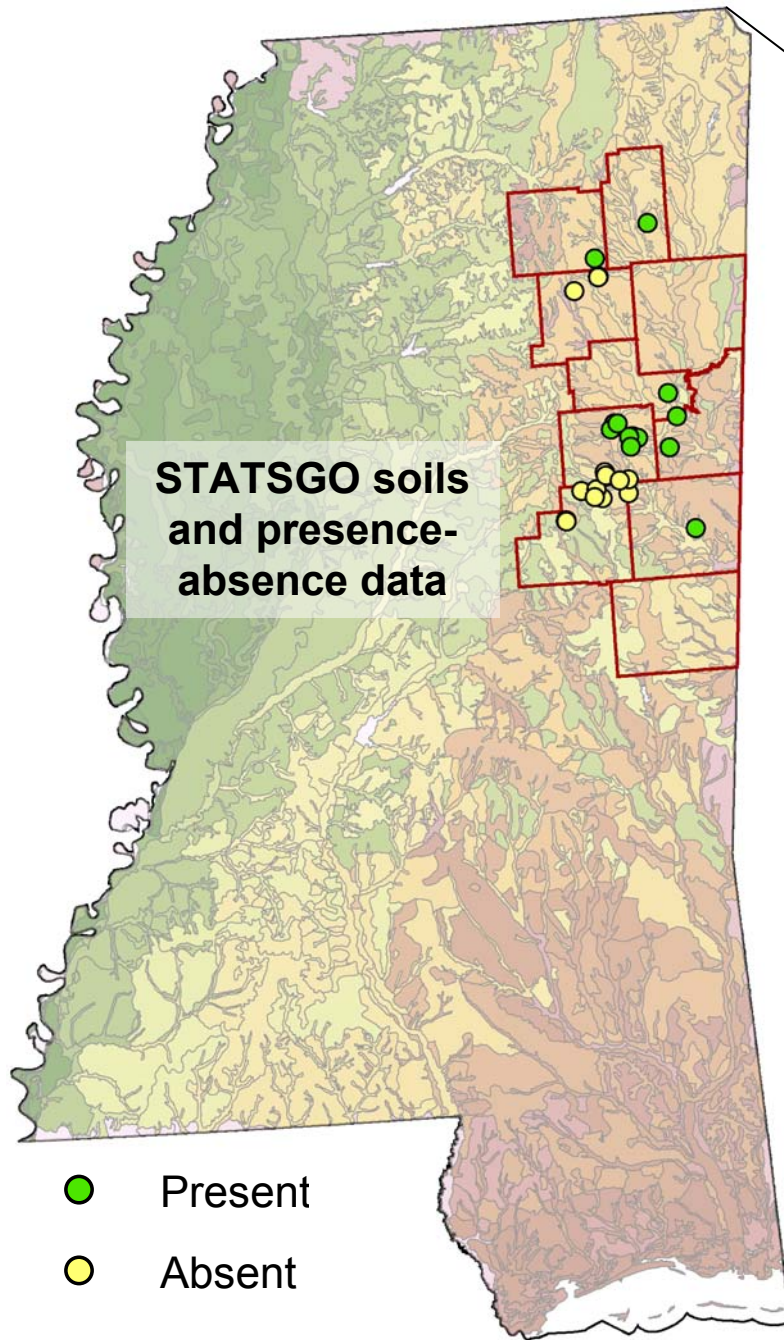 STATSGO soils
and presence-
absence data
Present
Absent